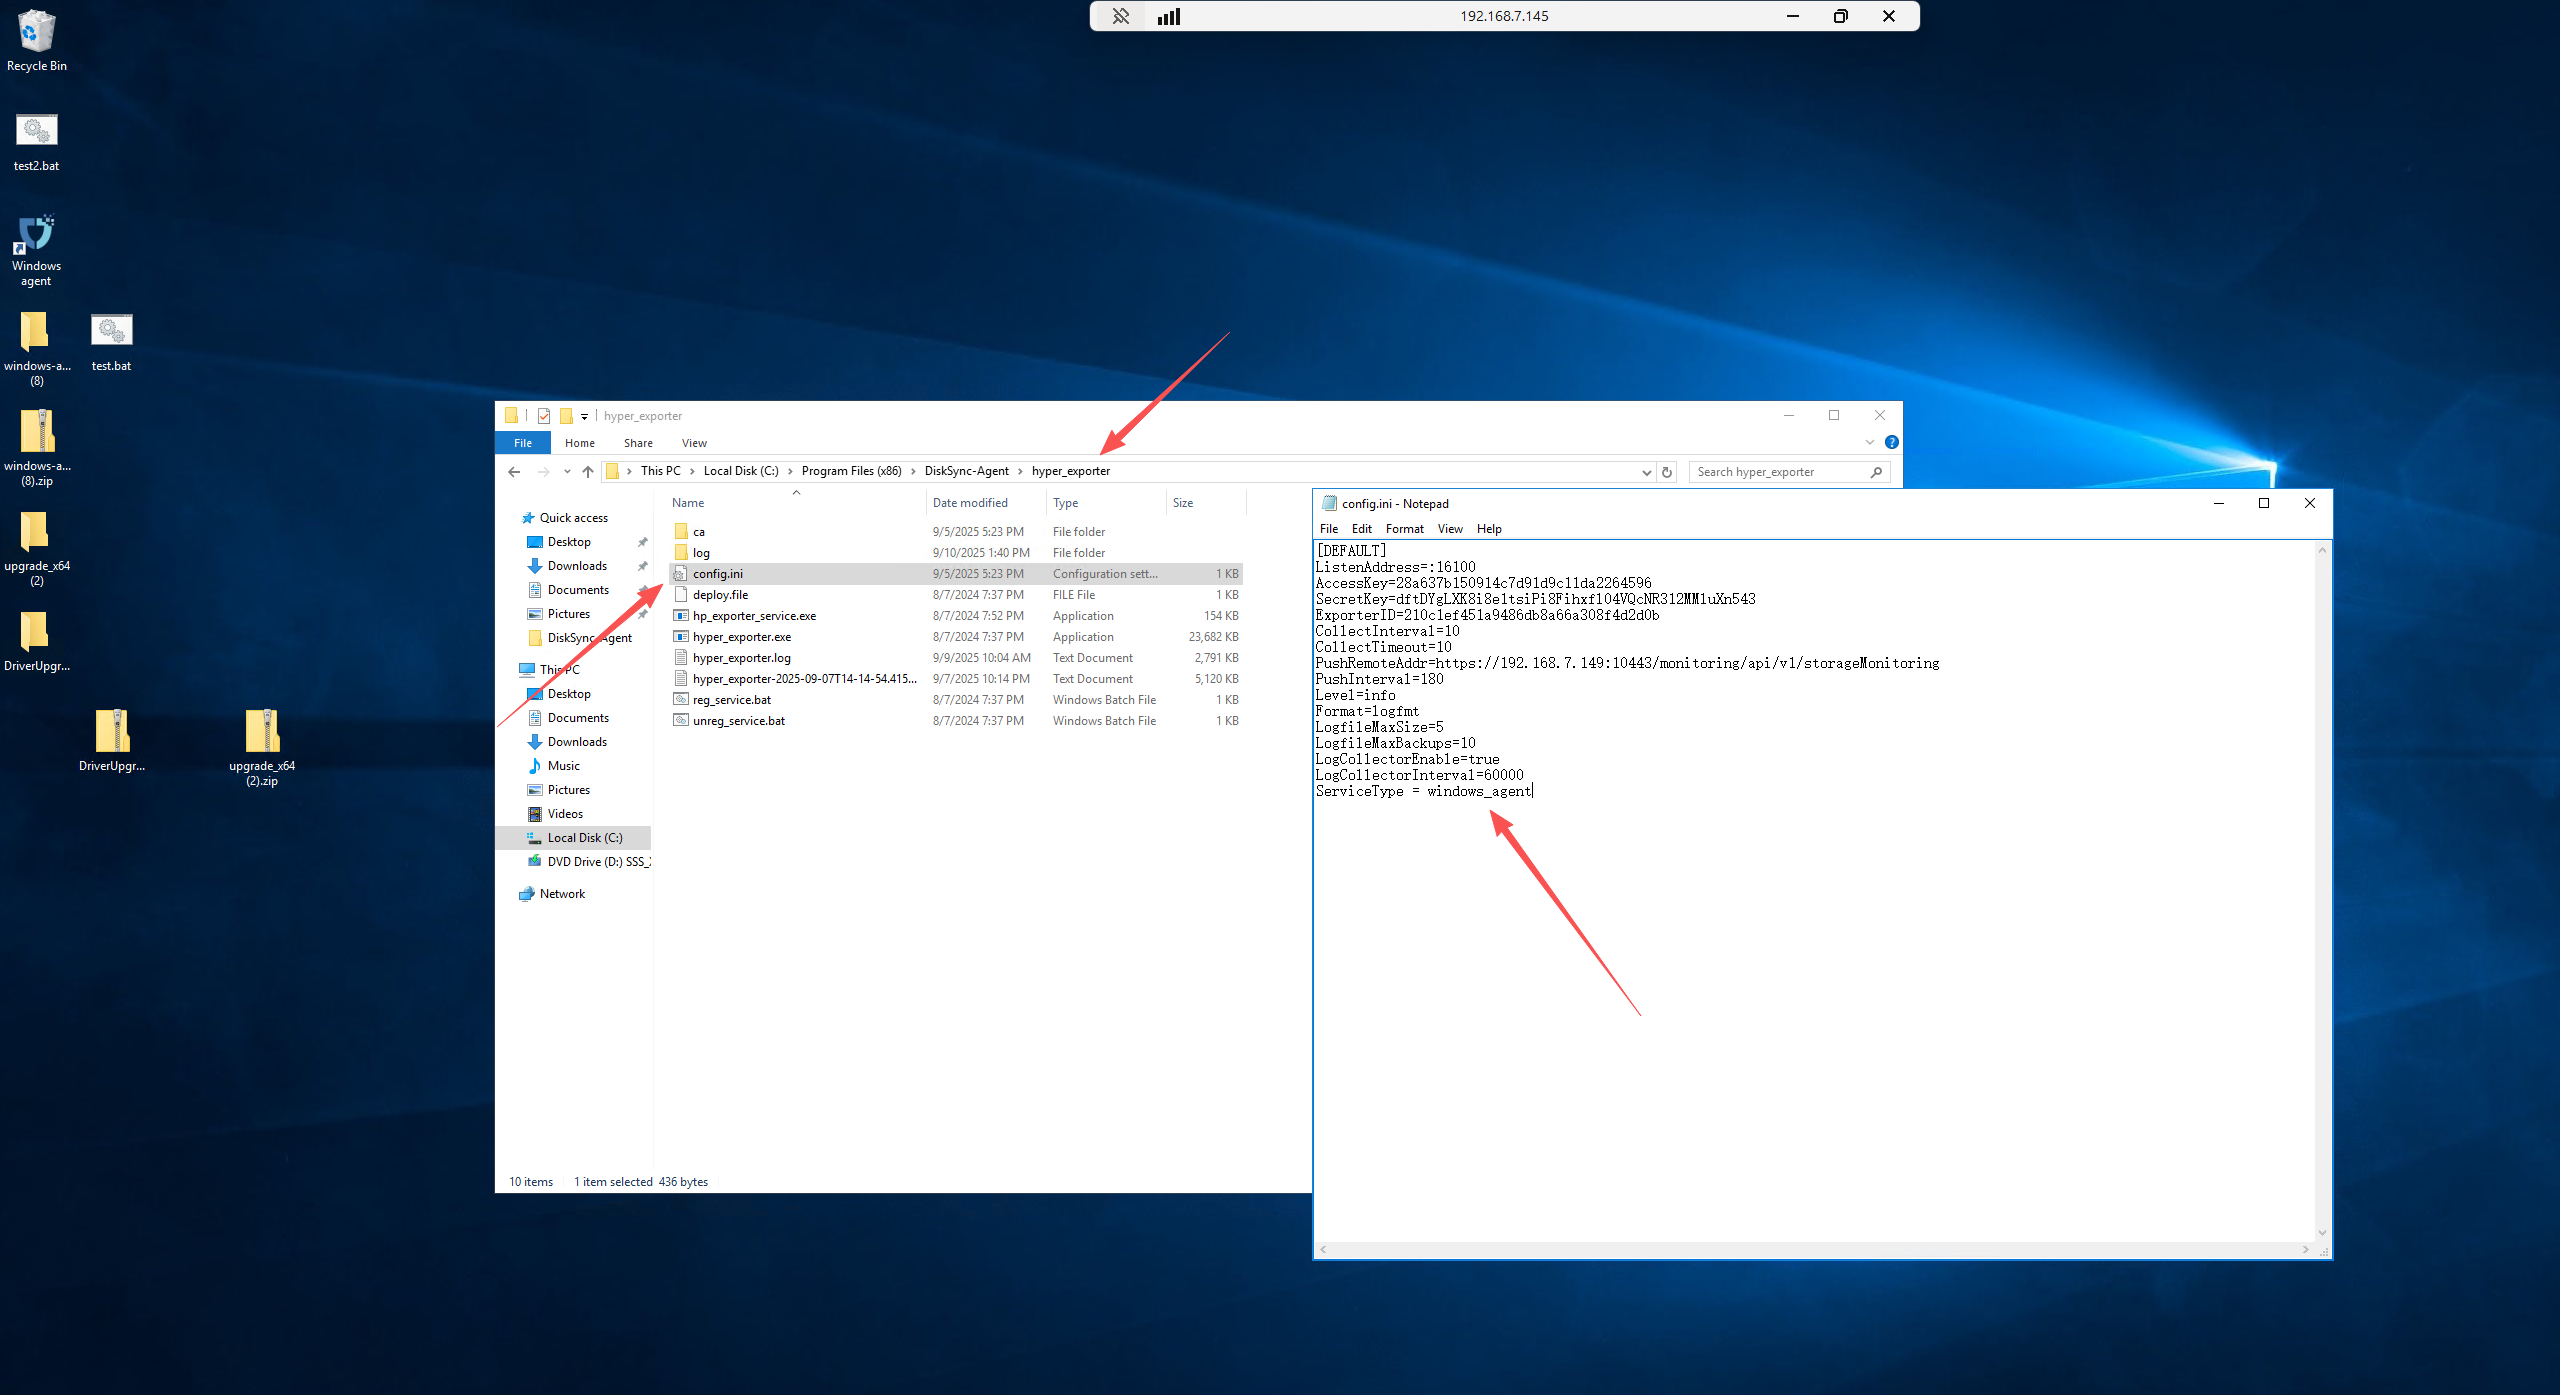 192.168.7.145
Recycle Bin
test2.bat
Windows
agent
windows-a...
(8)
test.bat
windows-a...
(8).zip
upgrade_x64
(2)
DriverUpgr...
DriverUpgr...
upgrade_x64
(2).zip
hyper_exporter
File Home Share View
This PC > Local Disk (C:) > Program Files (x86) > DiskSync-Agent > hyper_exporter
Search hyper_exporter
Quick access
Desktop
Downloads
Documents
Pictures
DiskSync-Agent
This PC
Desktop
Documents
Downloads
Music
Pictures
Videos
Local Disk (C:)
DVD Drive (D:) SSS_
Network
Name Date modified Type Size
ca 9/5/2025 5:23 PM File folder
log 9/10/2025 1:40 PM File folder
config.ini 9/5/2025 5:23 PM Configuration sett... 1 KB
deploy.file 8/7/2024 7:37 PM FILE File 1 KB
hp_exporter_service.exe 8/7/2024 7:52 PM Application 154 KB
hyper_exporter.exe 8/7/2024 7:37 PM Application 23,682 KB
hyper_exporter.log 9/9/2025 10:04 AM Text Document 2,791 KB
hyper_exporter-2025-09-07T14-14-54.415... 9/7/2025 10:14 PM Text Document 5,120 KB
reg_service.bat 8/7/2024 7:37 PM Windows Batch File 1 KB
unreg_service.bat 8/7/2024 7:37 PM Windows Batch File 1 KB
10 items 1 item selected 436 bytes
config.ini - Notepad
File Edit Format View Help
[DEFAULT]
ListenAddress=:16100
AccessKey=28a637b150914c7d91d9c11da2264596
SecretKey=dftDYgLXK8i8e1tsiPi8Fihxf104VQcNR312MM1uXn543
ExporterID=210c1ef451a9486db8a66a308f4d2d0b
CollectInterval=10
CollectTimeout=10
PushRemoteAddr=https://192.168.7.149:10443/monitoring/api/v1/storageMonitoring
PushInterval=180
Level=info
Format=logfmt
LogfileMaxSize=5
LogfileMaxBackups=10
LogCollectorEnable=true
LogCollectorInterval=60000
ServiceType = windows_agent